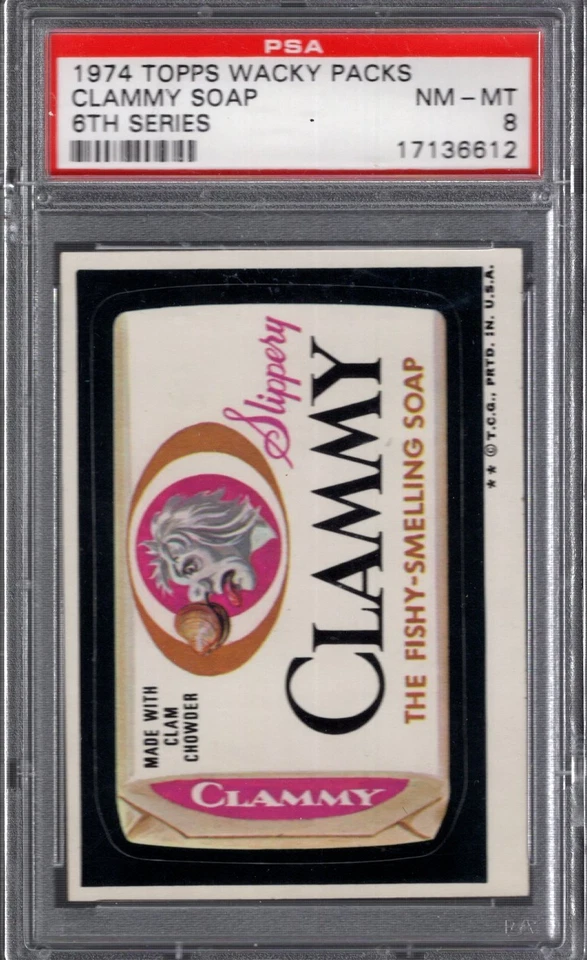 PSA
1974 TOPPS WACKY PACKS
CLAMMY SOAP NM - MT
6TH SERIES 8
17136612
Slippery
CLAMMY
THE FISHY-SMELLING SOAP
MADE WITH
CLAM
CHOWDER
CLAMMY
** © T.C.G., PRTD. IN. U.S.A.